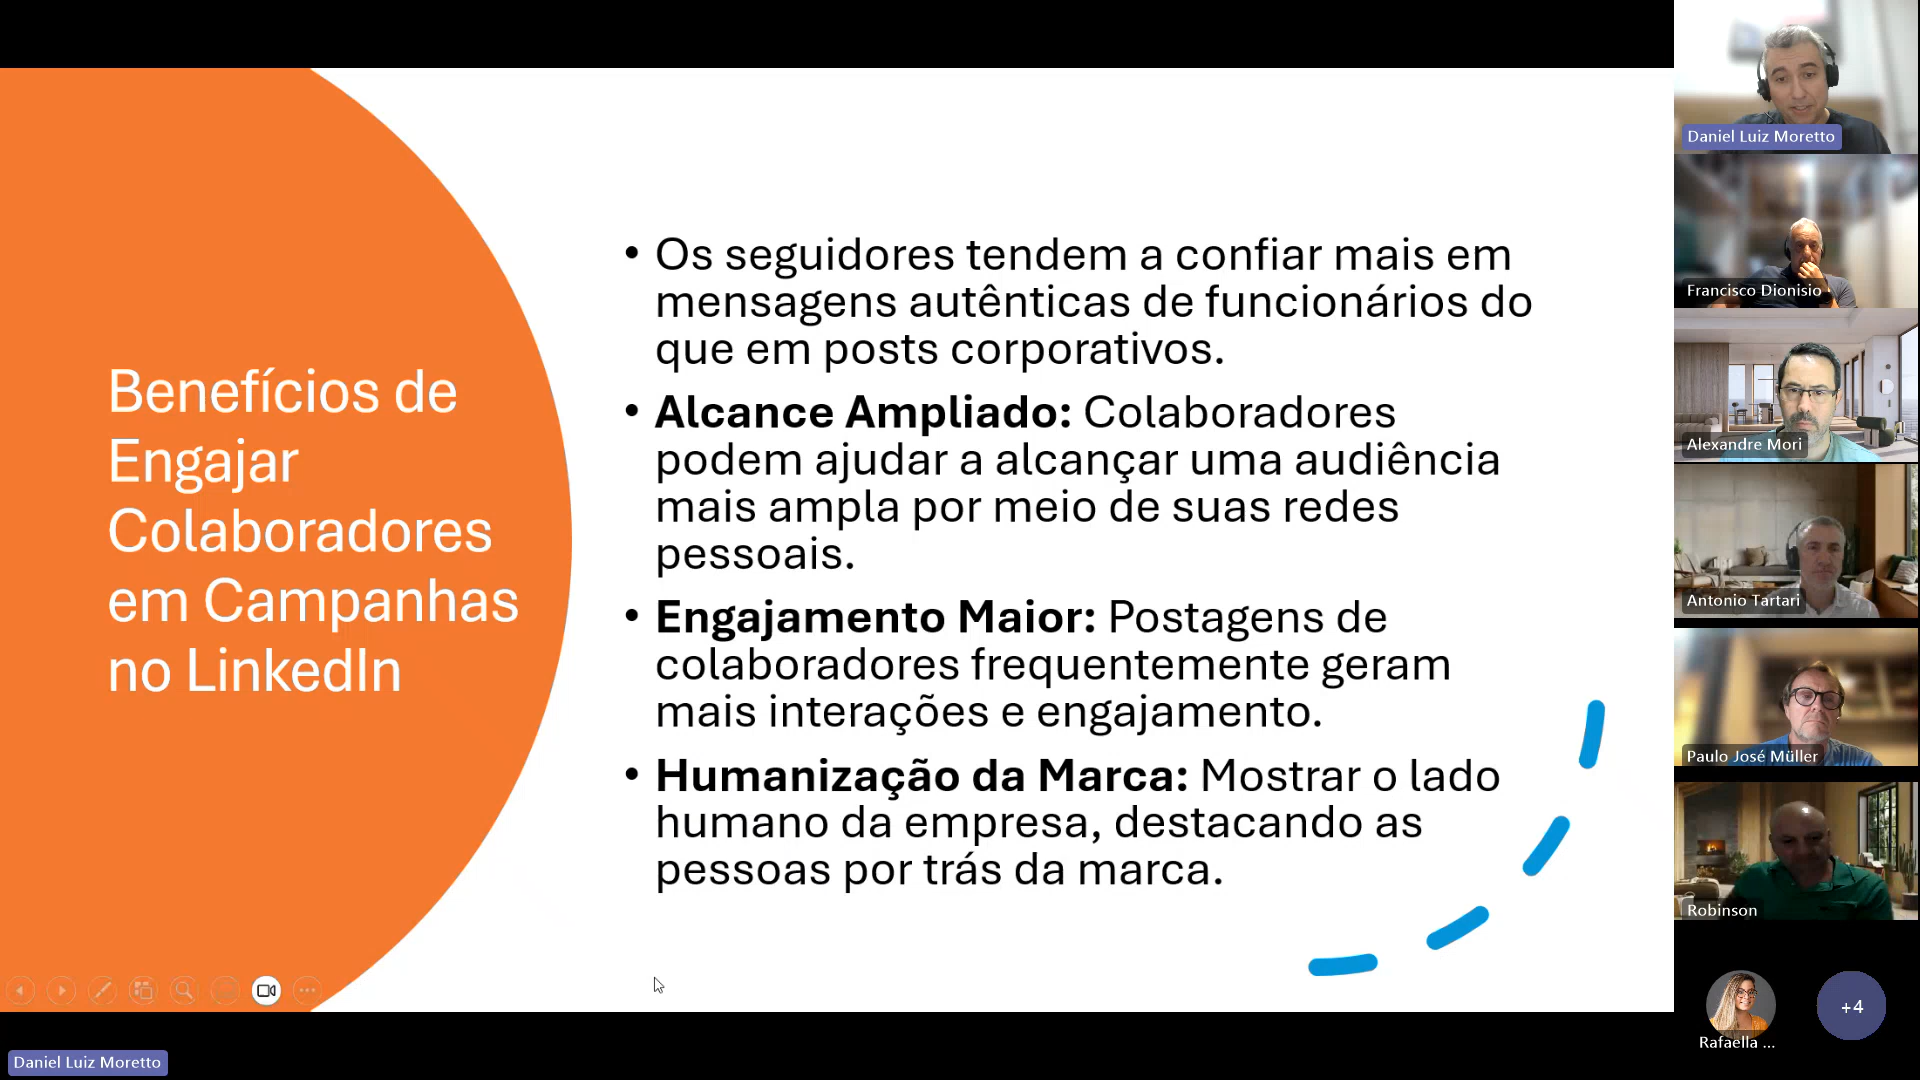 Benefícios de
Engajar
Colaboradores
em Campanhas
no LinkedIn
• Os seguidores tendem a confiar mais em
mensagens autênticas de funcionários do
que em posts corporativos.
• Alcance Ampliado: Colaboradores
podem ajudar a alcançar uma audiência
mais ampla por meio de suas redes
pessoais.
• Engajamento Maior: Postagens de
colaboradores frequentemente geram
mais interações e engajamento.
• Humanização da Marca: Mostrar o lado
humano da empresa, destacando as
pessoas por trás da marca.
Daniel Luiz Moretto
Daniel Luiz Moretto
Francisco Dionisio
Alexandre Mori
Antonio Tartari
Paulo José Müller
Robinson
Rafaella ...
+4